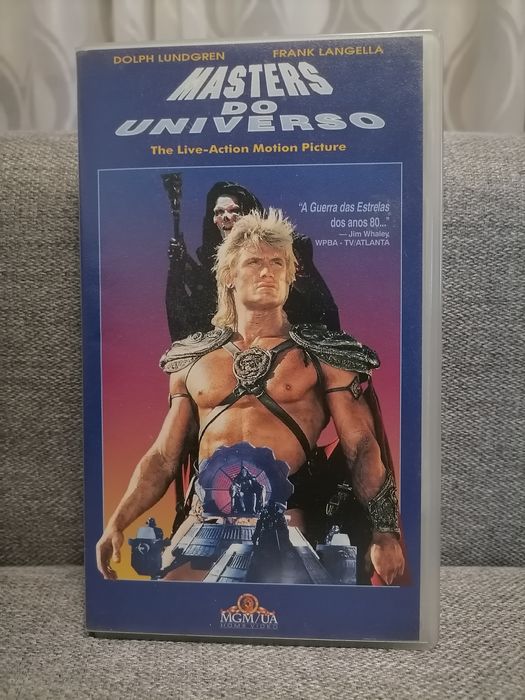 DOLPH LUNDGREN FRANK LANGELLA
MASTERS
DO
UNIVERSO
The Live-Action Motion Picture
“A Guerra das Estrelas
dos anos 80...”
— Jim Whaley,
WPBA - TV/ATLANTA
MGM/UA
HOME VIDEO